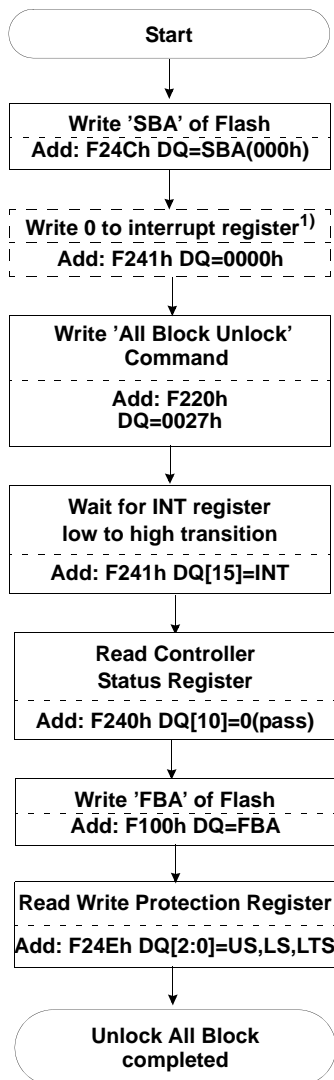 Start
Write 'SBA' of Flash
Add: F24Ch DQ=SBA(000h)
Write 0 to interrupt register1)
Add: F241h DQ=0000h
Write 'All Block Unlock'
Command
Add: F220h
DQ=0027h
Wait for INT register
low to high transition
Add: F241h DQ[15]=INT
Read Controller
Status Register
Add: F240h DQ[10]=0(pass)
Write 'FBA' of Flash
Add: F100h DQ=FBA
Read Write Protection Register
Add: F24Eh DQ[2:0]=US,LS,LTS
Unlock All Block
completed